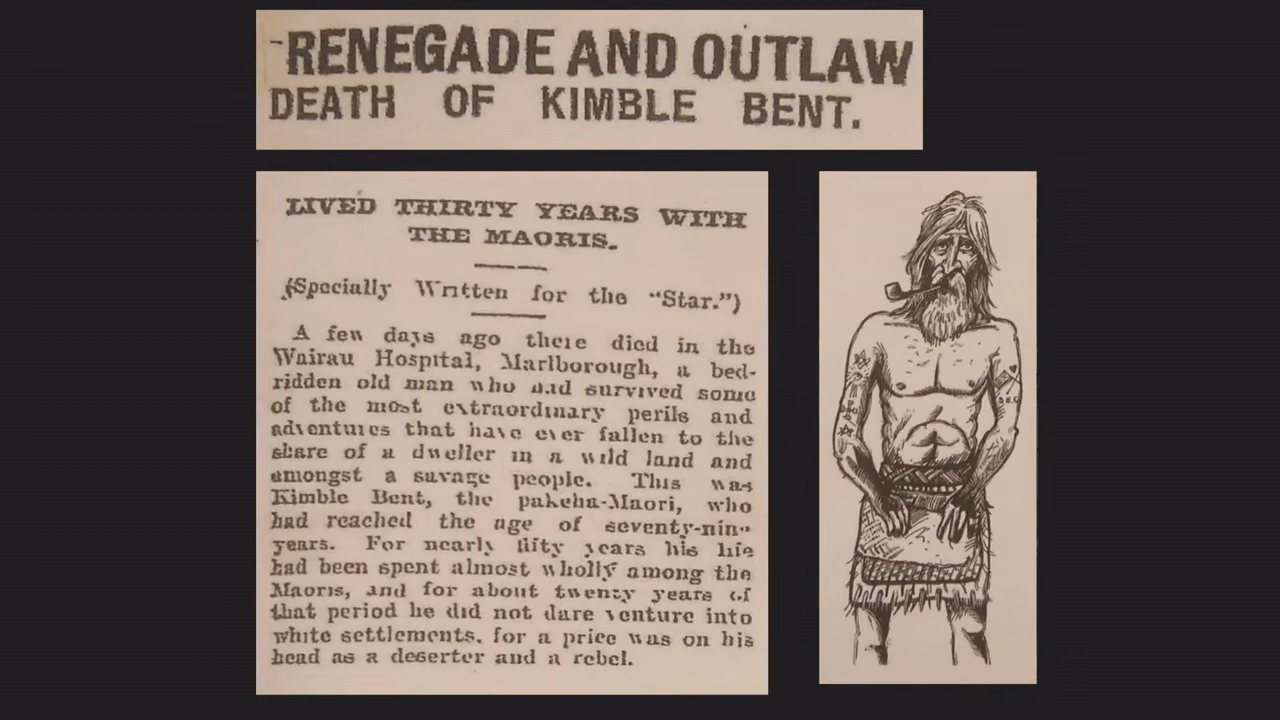 RENEGADE AND OUTLAW
DEATH OF KIMBLE BENT.
LIVED THIRTY YEARS WITH
THE MAORIS.
(Specially Written for the "Star.")
A few days ago there died in the
Wairau Hospital, Marlborough, a bed-
ridden old man who had survived some
of the most extraordinary perils and
adventures that have ever fallen to the
share of a dweller in a wild land and
amongst a savage people. This was
Kimble Bent, the pakeha-Maori, who
had reached the age of seventy-nine
years. For nearly fifty years his life
had been spent almost wholly among the
Maoris, and for about twenty years of
that period he did not dare venture into
white settlements, for a price was on his
head as a deserter and a rebel.